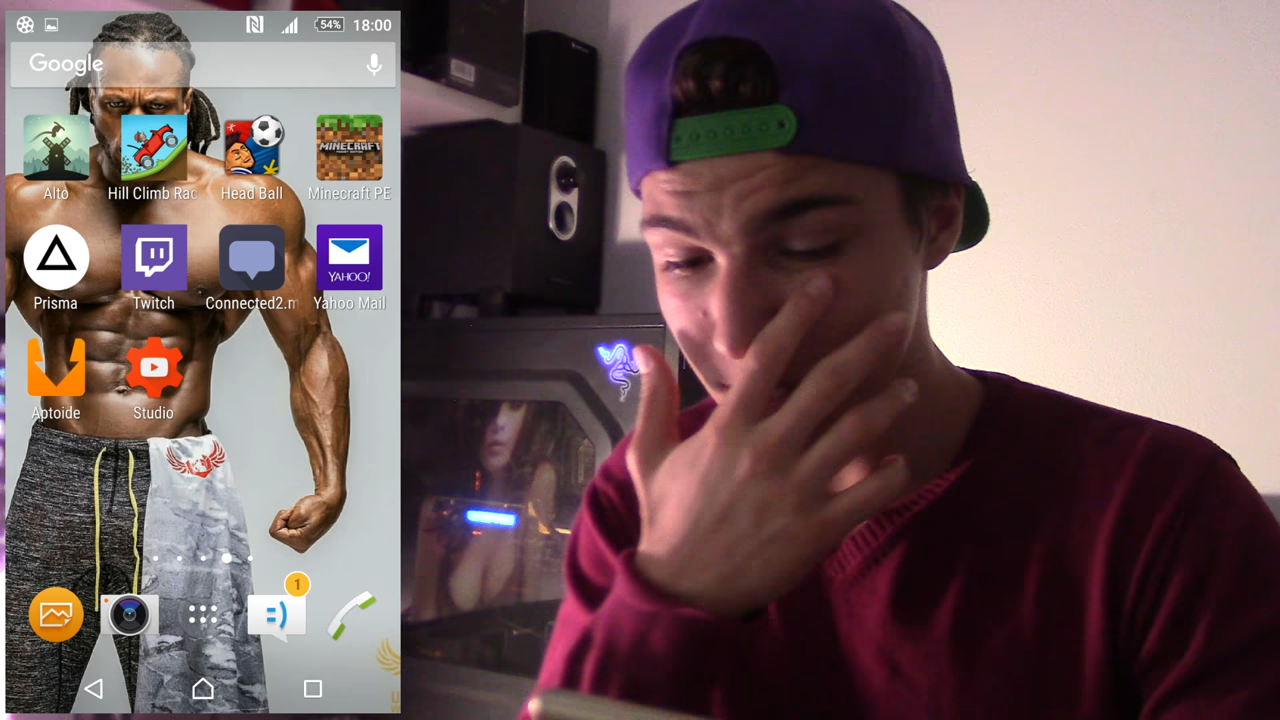 54% 18:00
Google
MINECRAFT
Alto Hill Climb Rac Head Ball Minecraft PE
YAHOO!
Prisma Twitch Connected2.m Yahoo Mail
Aptoide Studio
1